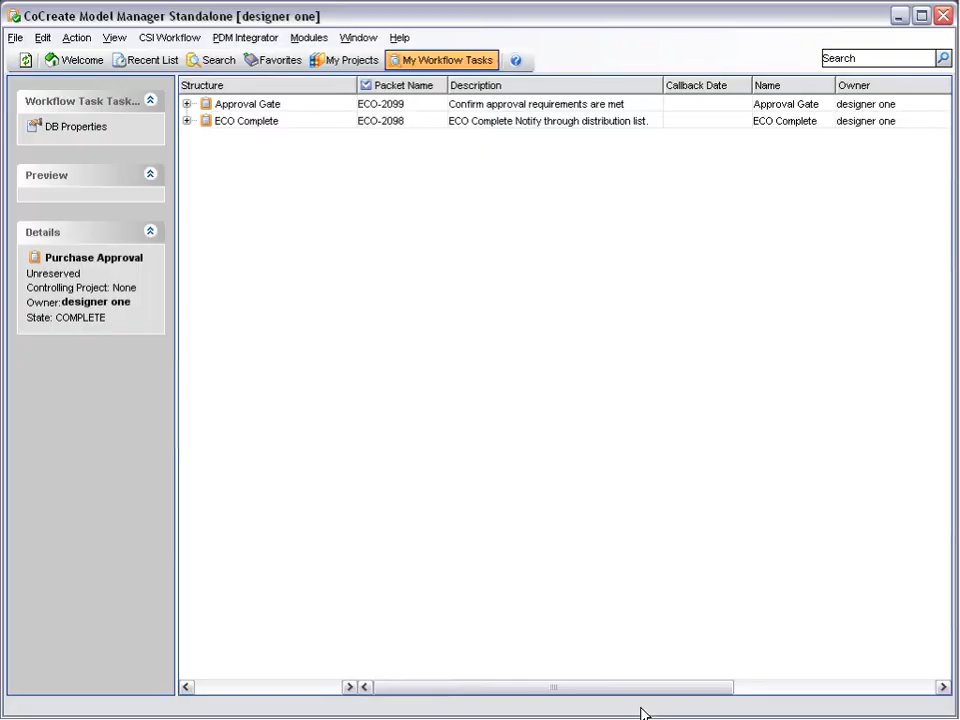 CoCreate Model Manager Standalone [designer one]
File Edit Action View CSI Workflow PDM Integrator Modules Window Help
Welcome Recent List Search Favorites My Projects My Workflow Tasks Search
Workflow Task Task...
DB Properties
Preview
Details
Purchase Approval
Unreserved
Controlling Project: None
Owner: designer one
State: COMPLETE
Structure Packet Name Description Callback Date Name Owner
Approval Gate ECO-2099 Confirm approval requirements are met Approval Gate designer one
ECO Complete ECO-2098 ECO Complete Notify through distribution list. ECO Complete designer one